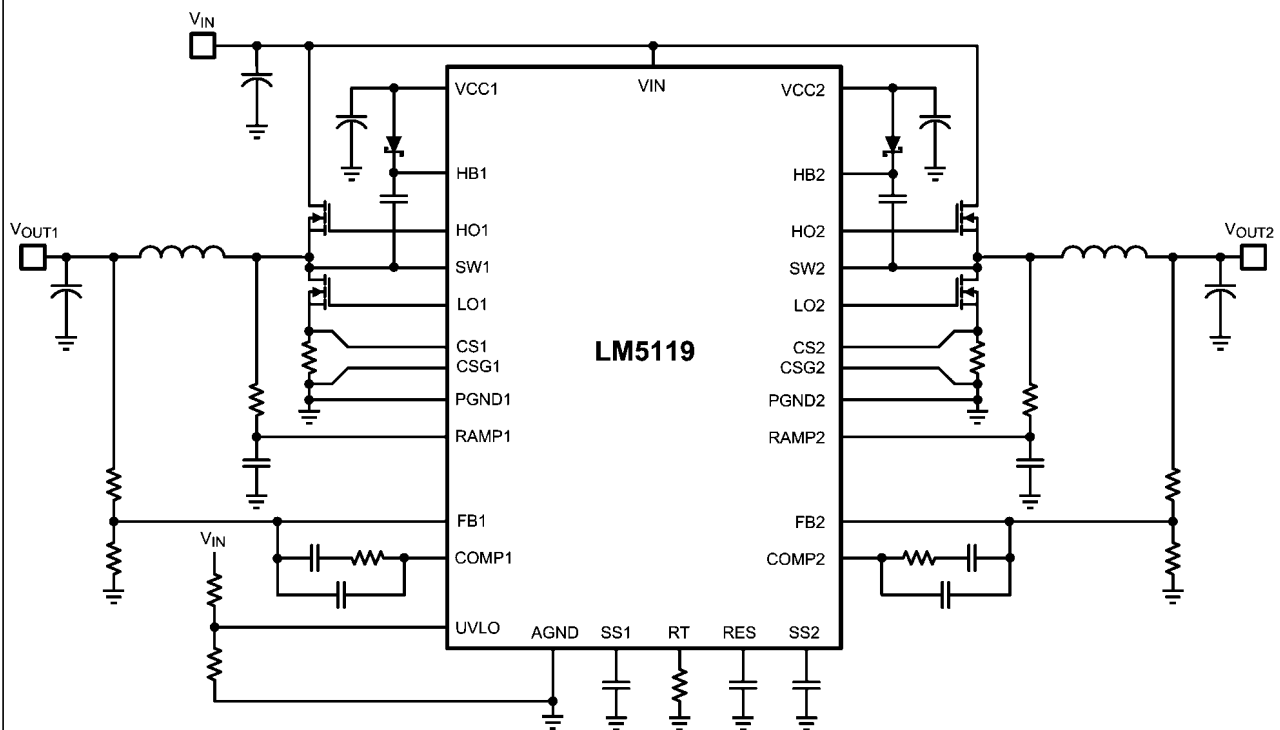 VIN
VCC1
VIN
VCC2
HB1
HB2
VOUT1
HO1
HO2
VOUT2
SW1
SW2
LO1
LO2
CS1
LM5119
CS2
CSG1
CSG2
PGND1
PGND2
RAMP1
RAMP2
FB1
FB2
VIN
COMP1
COMP2
UVLO
AGND SS1 RT RES SS2